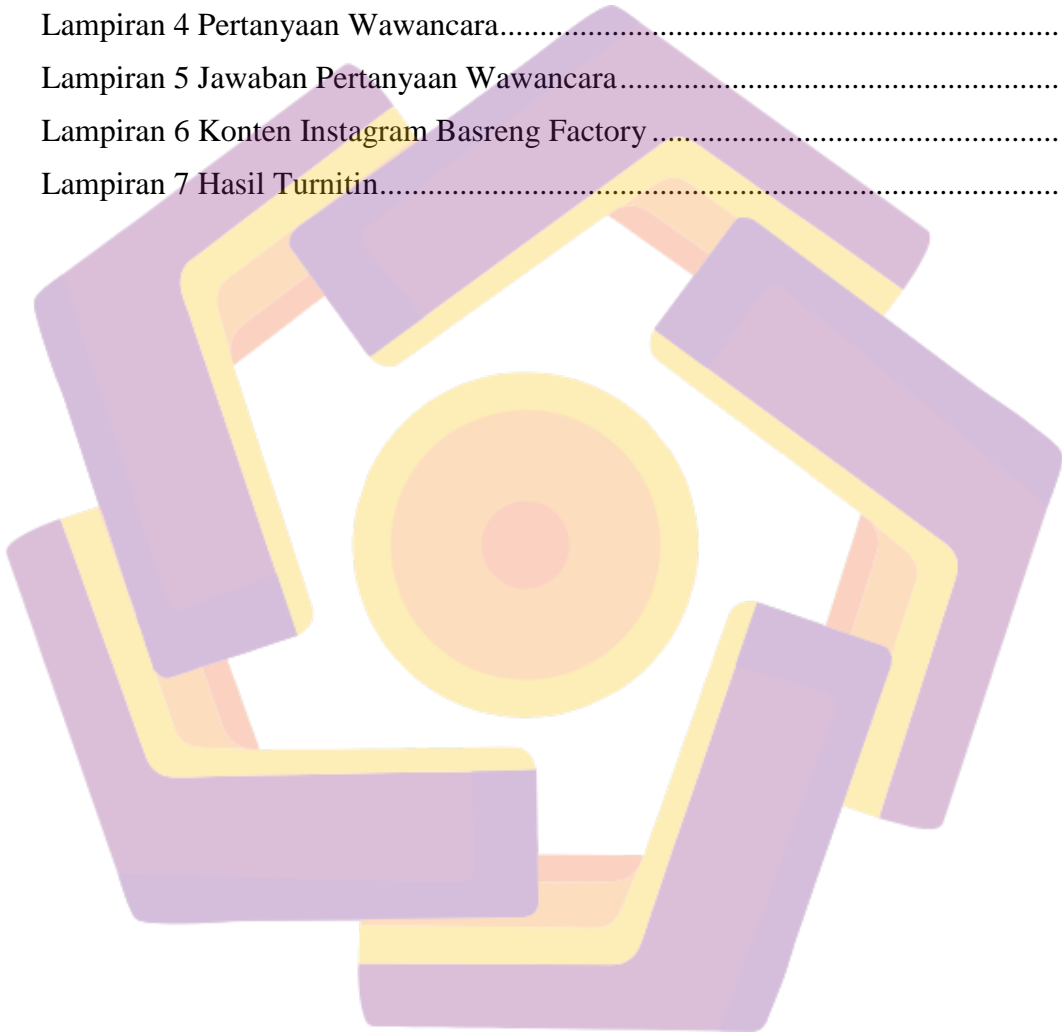 Lampiran 4 Pertanyaan Wawancara.......................................................................
Lampiran 5 Jawaban Pertanyaan Wawancara.......................................................
Lampiran 6 Konten Instagram Basreng Factory...................................................
Lampiran 7 Hasil Turnitin......................................................................................